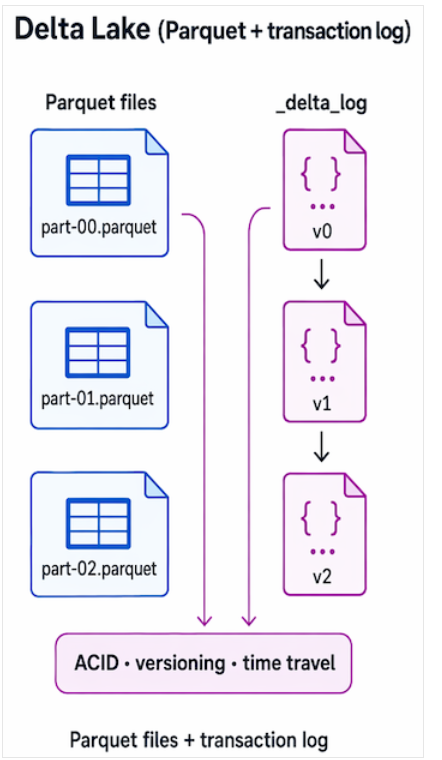 Delta Lake (Parquet + transaction log)
Parquet files
_delta_log
part-00.parquet
{ }
...
v0
part-01.parquet
{ }
...
v1
part-02.parquet
{ }
...
v2
ACID · versioning · time travel
Parquet files + transaction log